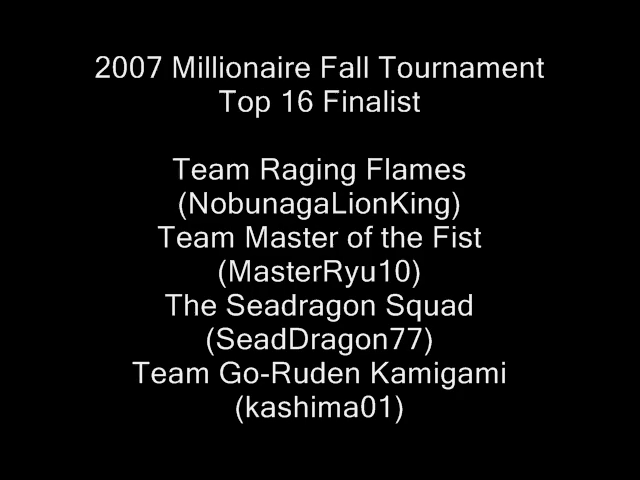 2007 Millionaire Fall Tournament
Top 16 Finalist
Team Raging Flames
(NobunagaLionKing)
Team Master of the Fist
(MasterRyu10)
The Seadragon Squad
(SeadDragon77)
Team Go-Ruden Kamigami
(kashima01)